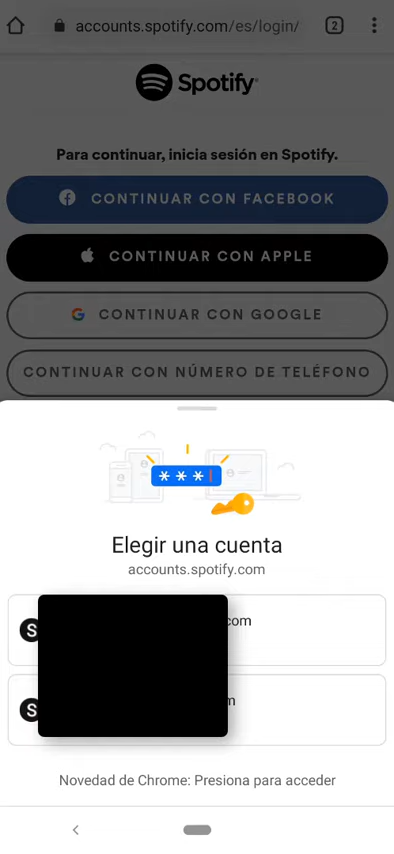 accounts.spotify.com/es/login/
2
Spotify
Para continuar, inicia sesión en Spotify.
CONTINUAR CON FACEBOOK
CONTINUAR CON APPLE
CONTINUAR CON GOOGLE
CONTINUAR CON NÚMERO DE TELÉFONO
***
Elegir una cuenta
accounts.spotify.com
S
com
S
m
Novedad de Chrome: Presiona para acceder